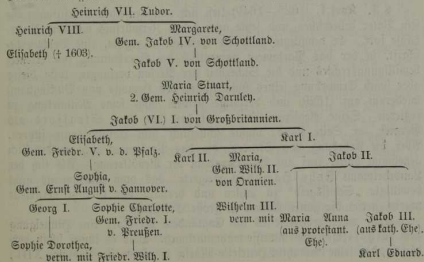 Heinrich VII. Tudor.
Heinrich VIII. Margarete,
Gem. Jakob IV. von Schottland.
Elisabeth († 1603).
Jakob V. von Schottland.
Maria Stuart,
2. Gem. Heinrich Darnley.
Jakob (VI.) I. von Großbritannien.
Elisabeth, Karl I.
Gem. Friedr. V. v. d. Pfalz. Karl II. Maria, Jakob II.
Sophia, Gem. Wilh. II.
Gem. Ernst August v. Hannover. von Oranien.
Georg I. Sophie Charlotte, Wilhelm III. Maria Anna Jakob III.
Gem. Friedr. I. verm. mit (aus protestant. (aus kath. Ehe).
v. Preußen. Ehe).
Sophie Dorothea, Karl Eduard.
verm. mit Friedr. Wilh. I.